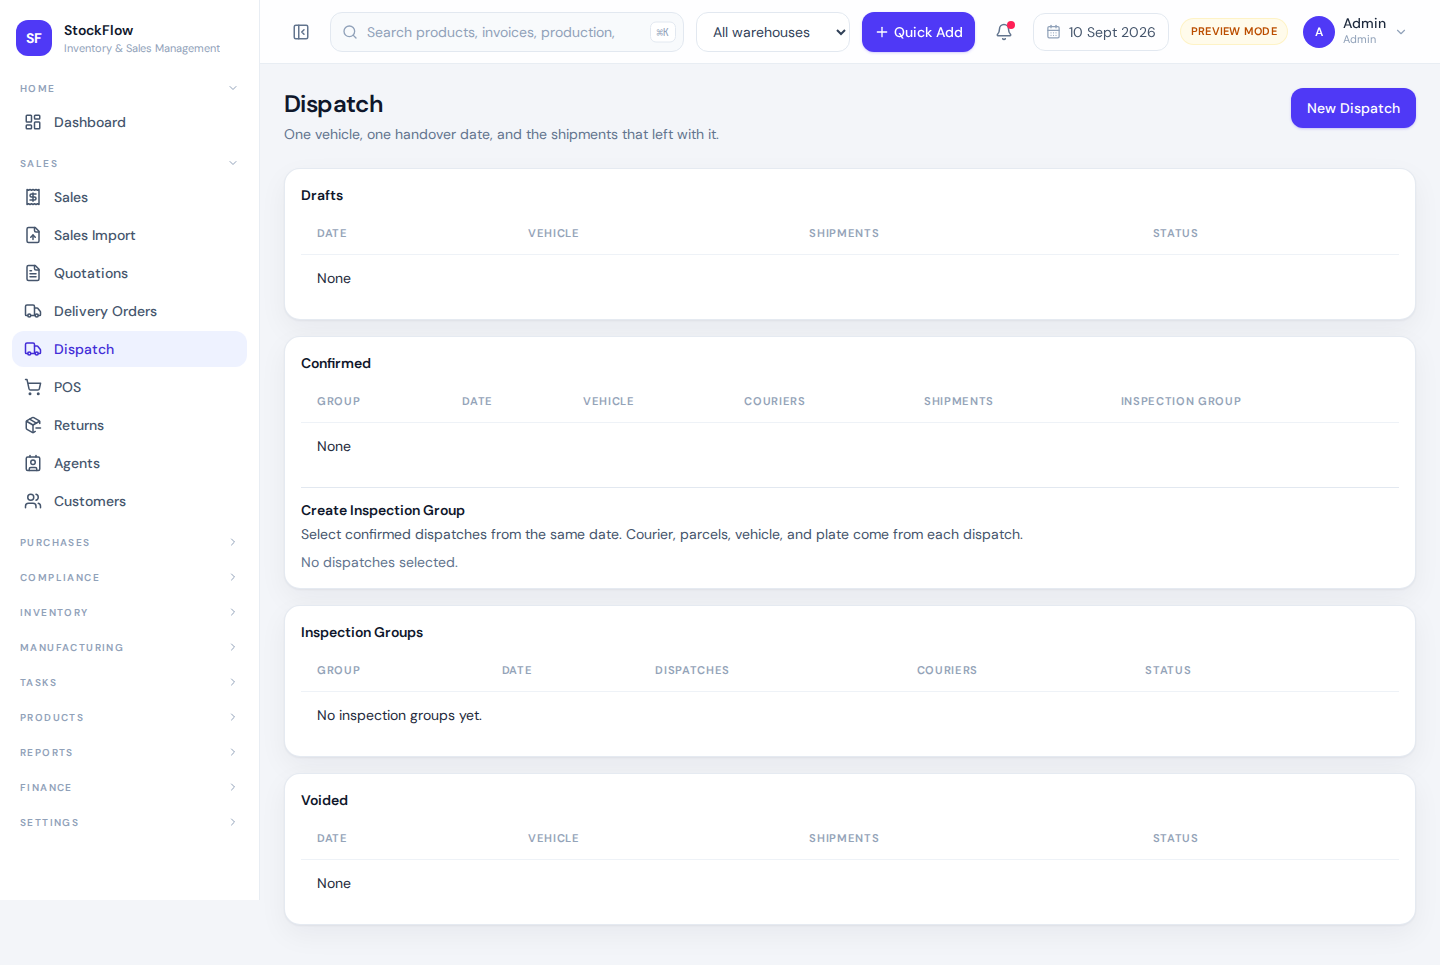 SF
StockFlow
Inventory & Sales Management
HOME
Dashboard
SALES
Sales
Sales Import
Quotations
Delivery Orders
Dispatch
POS
Returns
Agents
Customers
PURCHASES
COMPLIANCE
INVENTORY
MANUFACTURING
TASKS
PRODUCTS
REPORTS
FINANCE
SETTINGS
Search products, invoices, production, ⌘K
All warehouses
+ Quick Add
10 Sept 2026
PREVIEW MODE
A
Admin
Admin
Dispatch
One vehicle, one handover date, and the shipments that left with it.
New Dispatch
Drafts
DATE VEHICLE SHIPMENTS STATUS
None
Confirmed
GROUP DATE VEHICLE COURIERS SHIPMENTS INSPECTION GROUP
None
Create Inspection Group
Select confirmed dispatches from the same date. Courier, parcels, vehicle, and plate come from each dispatch.
No dispatches selected.
Inspection Groups
GROUP DATE DISPATCHES COURIERS STATUS
No inspection groups yet.
Voided
DATE VEHICLE SHIPMENTS STATUS
None